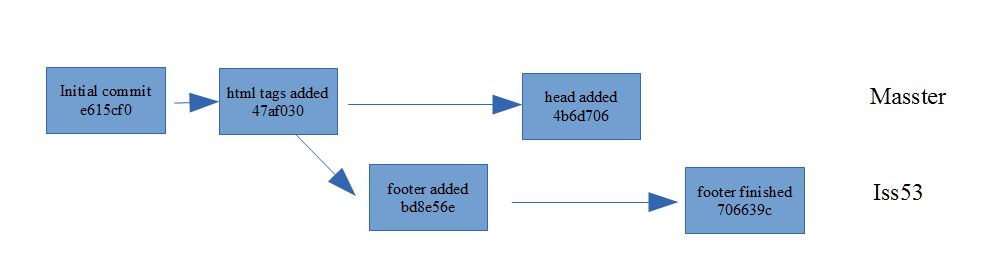 Initial commit
e615cf0
html tags added
47af030
head added
4b6d706
Masster
footer added
bd8e56e
footer finished
706639c
Iss53